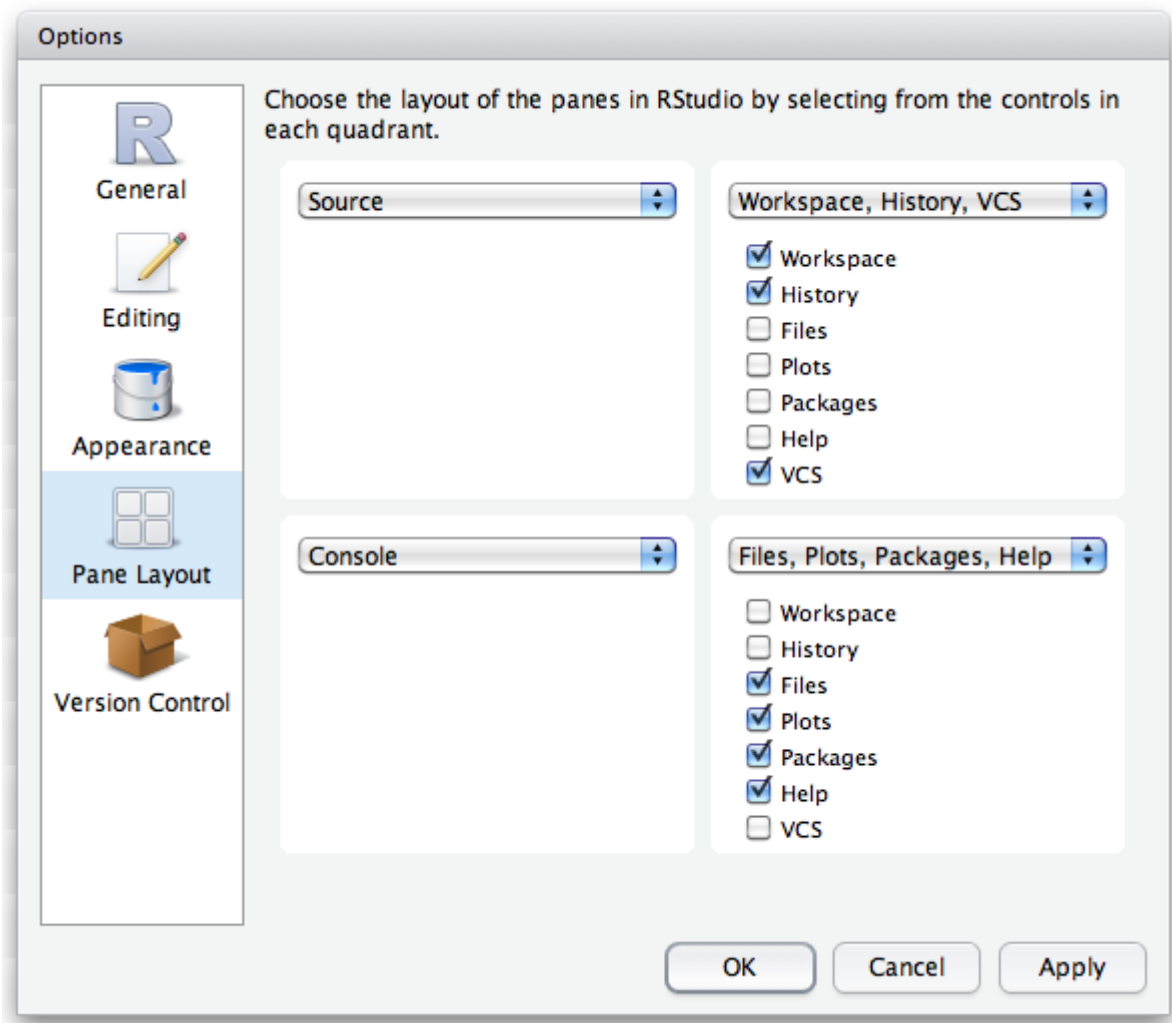 Options
Choose the layout of the panes in RStudio by selecting from the controls in
each quadrant.
R
General
Editing
Appearance
Pane Layout
Version Control
Source
Workspace, History, VCS
Workspace
History
Files
Plots
Packages
Help
VCS
Console
Files, Plots, Packages, Help
Workspace
History
Files
Plots
Packages
Help
VCS
OK
Cancel
Apply